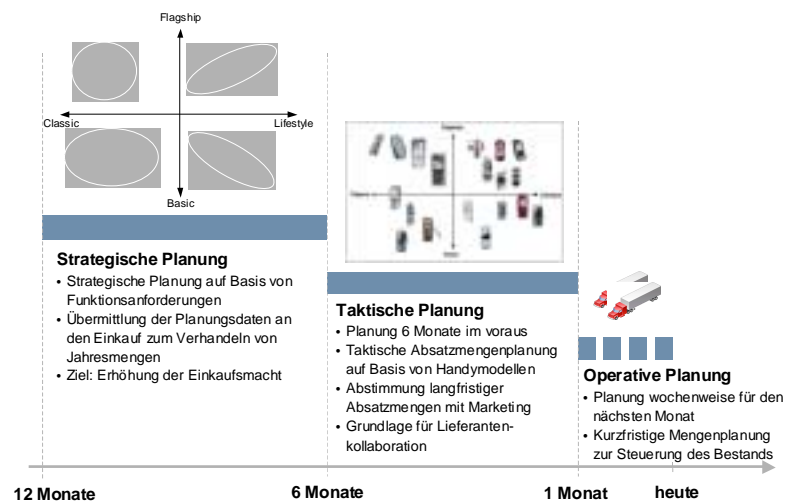 Flagship
Classic
Lifestyle
Basic
Strategische Planung
• Strategische Planung auf Basis von
Funktionsanforderungen
• Übermittlung der Planungsdaten an
den Einkauf zum Verhandeln von
Jahresmengen
• Ziel: Erhöhung der Einkaufsmacht
Taktische Planung
• Planung 6 Monate im voraus
• Taktische Absatzmengenplanung
auf Basis von Handymodellen
• Abstimmung langfristiger
Absatzmengen mit Marketing
• Grundlage für Lieferanten-
kollaboration
Operative Planung
• Planung wochenweise für den
nächsten Monat
• Kurzfristige Mengenplanung
zur Steuerung des Bestands
12 Monate
6 Monate
1 Monat
heute